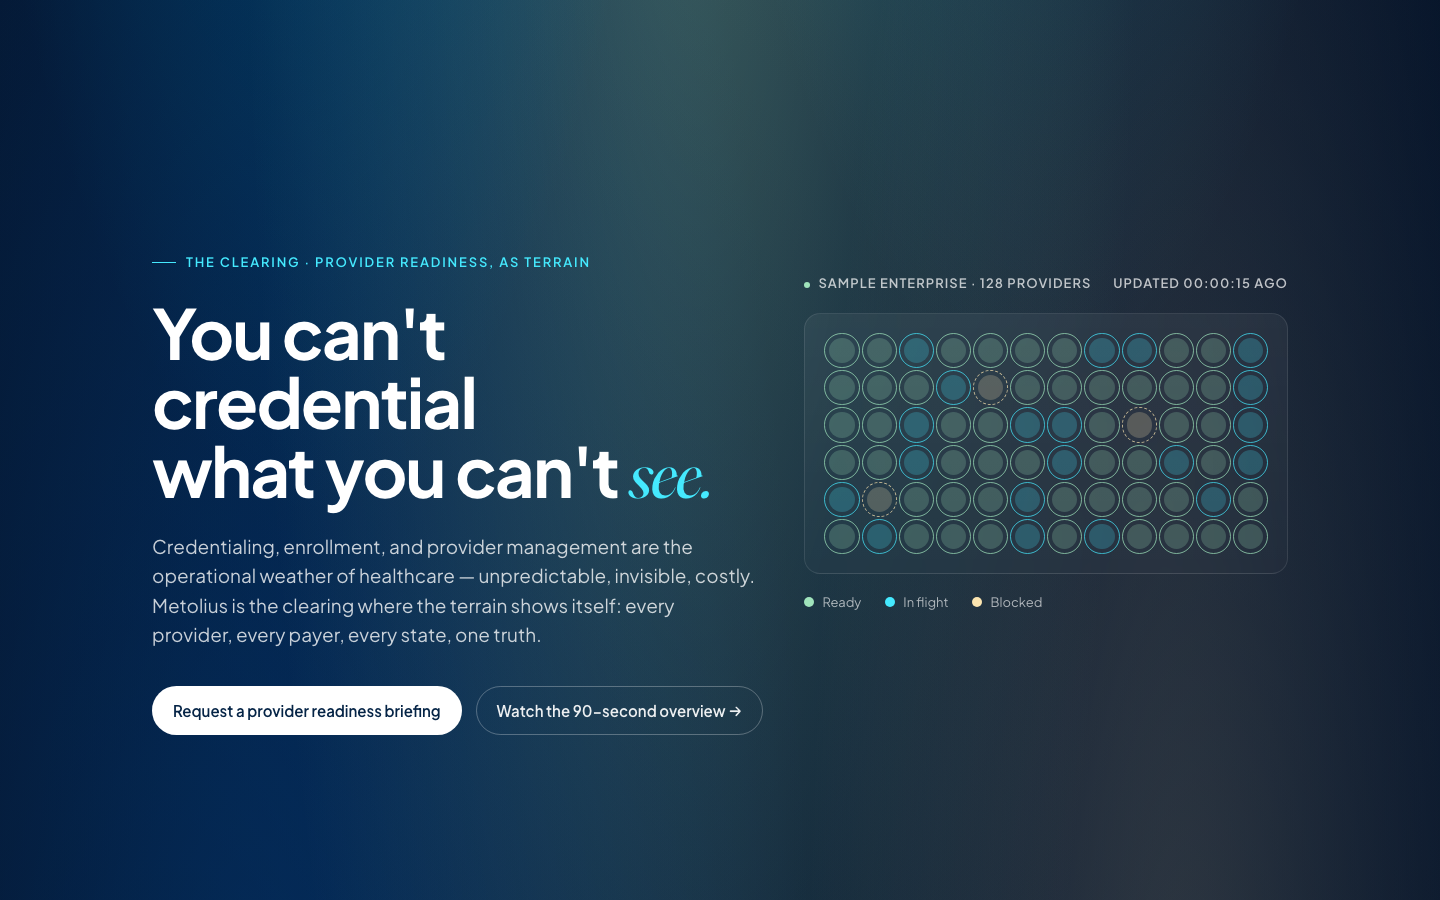 THE CLEARING · PROVIDER READINESS, AS TERRAIN
You can't
credential
what you can't see.
Credentialing, enrollment, and provider management are the
operational weather of healthcare — unpredictable, invisible, costly.
Metolius is the clearing where the terrain shows itself: every
provider, every payer, every state, one truth.
Request a provider readiness briefing
Watch the 90-second overview →
SAMPLE ENTERPRISE · 128 PROVIDERS
UPDATED 00:00:15 AGO
Ready
In flight
Blocked